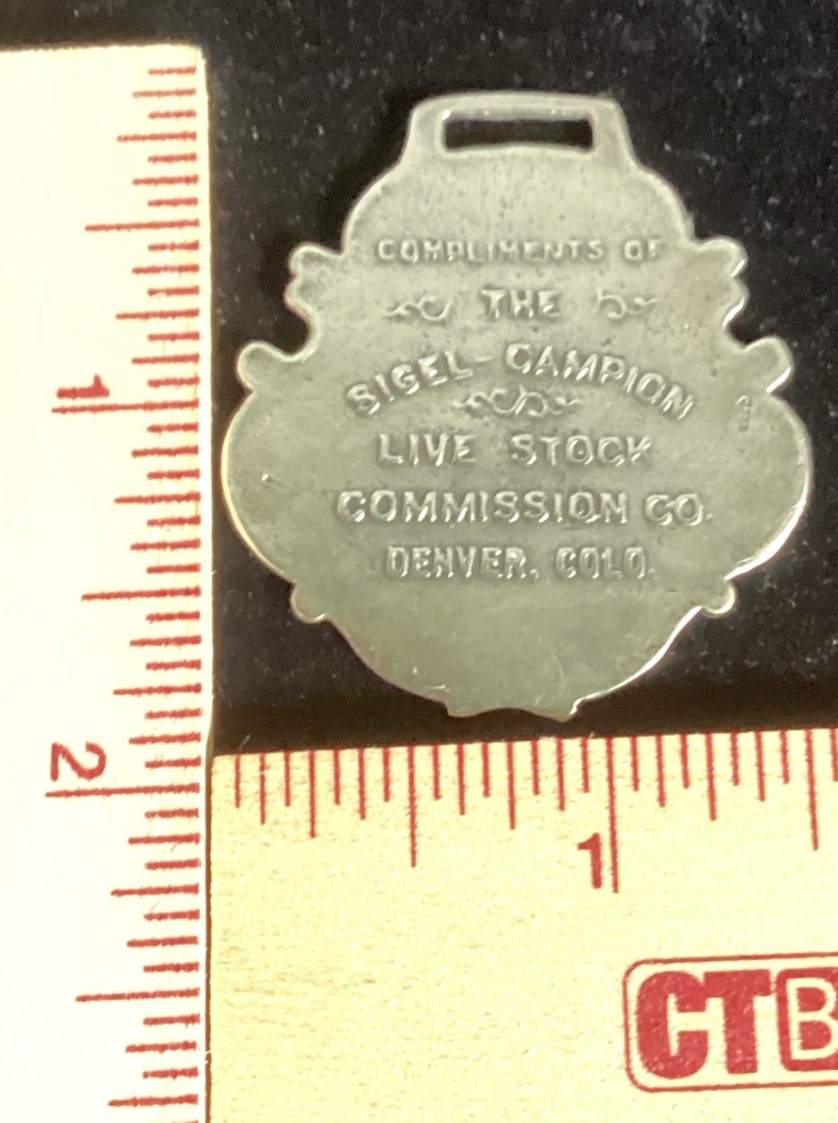 COMPLIMENTS OF
THE
SIGEL-CAMPION
LIVE STOCK
COMMISSION CO.
DENVER, COLO.
1
2
1
CTB